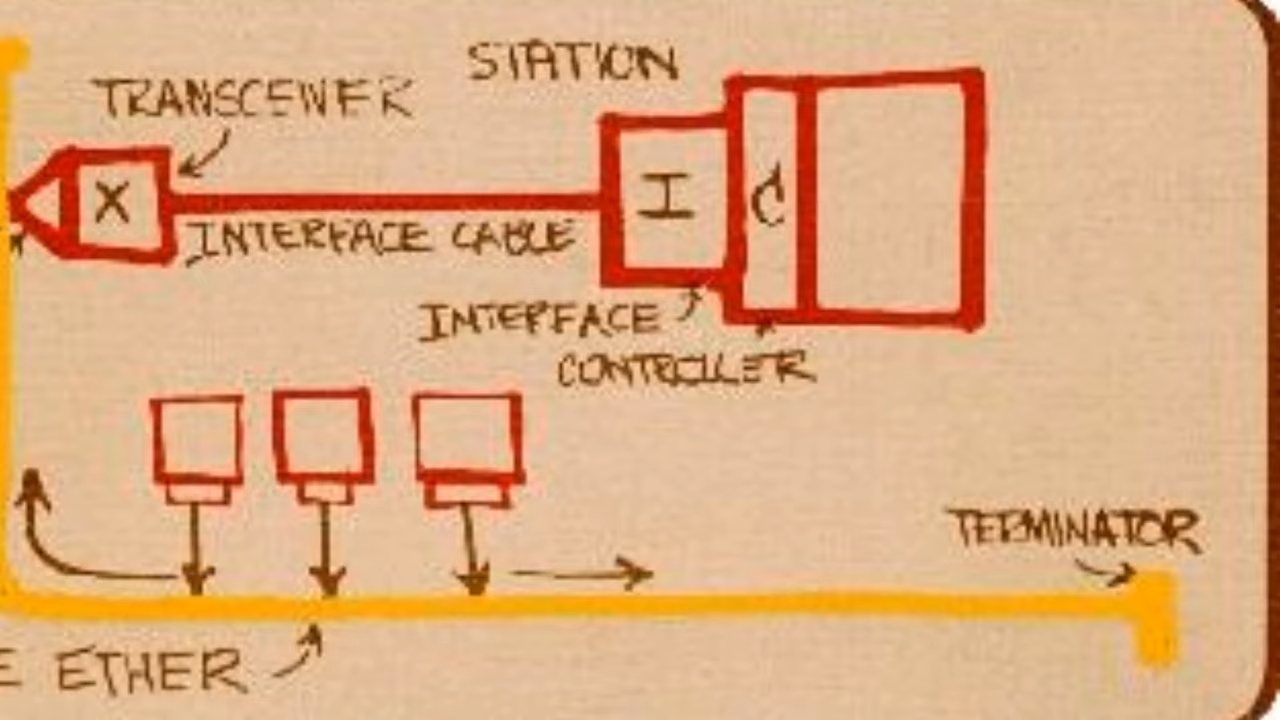 STATION
TRANSCEIVER
X
I
C
INTERFACE CABLE
INTERFACE
CONTROLLER
TERMINATOR
E ETHER